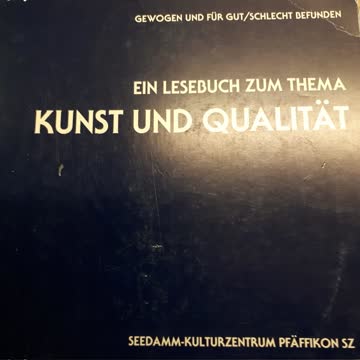 GEWOGEN UND FÜR GUT/SCHLECHT BEFUNDEN
EIN LESEBUCH ZUM THEMA
KUNST UND QUALITÄT
SEEDAMM-KULTURZENTRUM PFÄFFIKON SZ